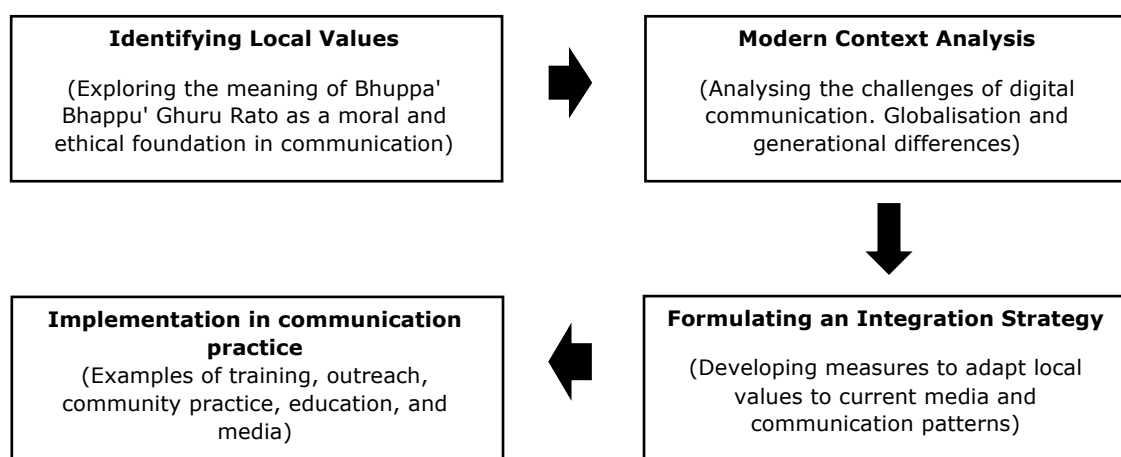 Identifying Local Values
(Exploring the meaning of Bhuppa'
Bhappu' Ghuru Rato as a moral and
ethical foundation in communication)
Modern Context Analysis
(Analysing the challenges of digital
communication. Globalisation and
generational differences)
Formulating an Integration Strategy
(Developing measures to adapt local
values to current media and
communication patterns)
Implementation in communication
practice
(Examples of training, outreach,
community practice, education, and
media)